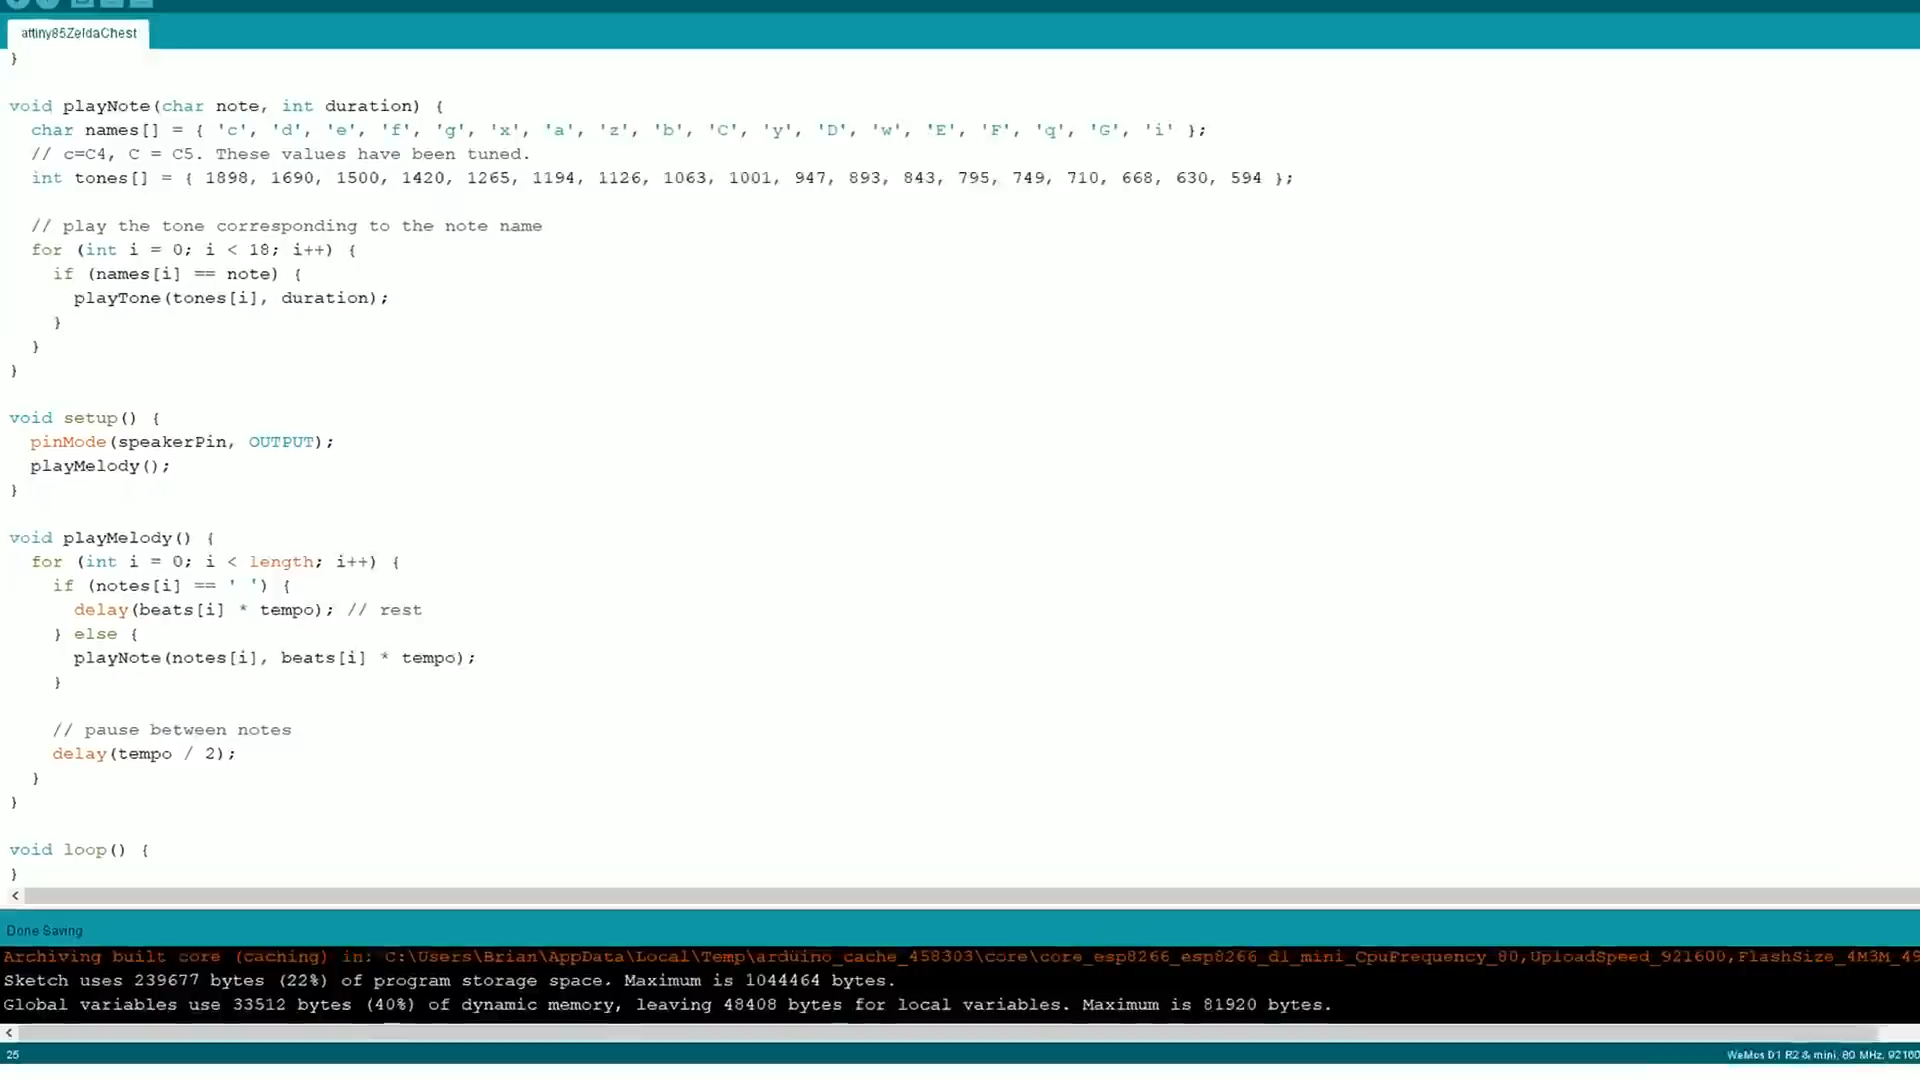 attiny85ZeldaChest
}
void playNote(char note, int duration) {
char names[] = { 'c', 'd', 'e', 'f', 'g', 'x', 'a', 'z', 'b', 'C', 'y', 'D', 'w', 'E', 'F', 'q', 'G', 'i' };
// c=C4, C = C5. These values have been tuned.
int tones[] = { 1898, 1690, 1500, 1420, 1265, 1194, 1126, 1063, 1001, 947, 893, 843, 795, 749, 710, 668, 630, 594 };
// play the tone corresponding to the note name
for (int i = 0; i < 18; i++) {
if (names[i] == note) {
playTone(tones[i], duration);
}
}
}
void setup() {
pinMode(speakerPin, OUTPUT);
playMelody();
}
void playMelody() {
for (int i = 0; i < length; i++) {
if (notes[i] == ' ') {
delay(beats[i] * tempo); // rest
} else {
playNote(notes[i], beats[i] * tempo);
}
// pause between notes
delay(tempo / 2);
}
}
void loop() {
}
Done Saving
Archiving built core (caching) in: C:\Users\Brian\AppData\Local\Temp\arduino_cache_458303\core\core_esp8266_esp8266_d1_mini_CpuFrequency_80,UploadSpeed_921600,FlashSize_4M3M_49
Sketch uses 239677 bytes (22%) of program storage space. Maximum is 1044464 bytes.
Global variables use 33512 bytes (40%) of dynamic memory, leaving 48408 bytes for local variables. Maximum is 81920 bytes.
25
WeMos D1 R2 & mini, 80 MHz, 92160